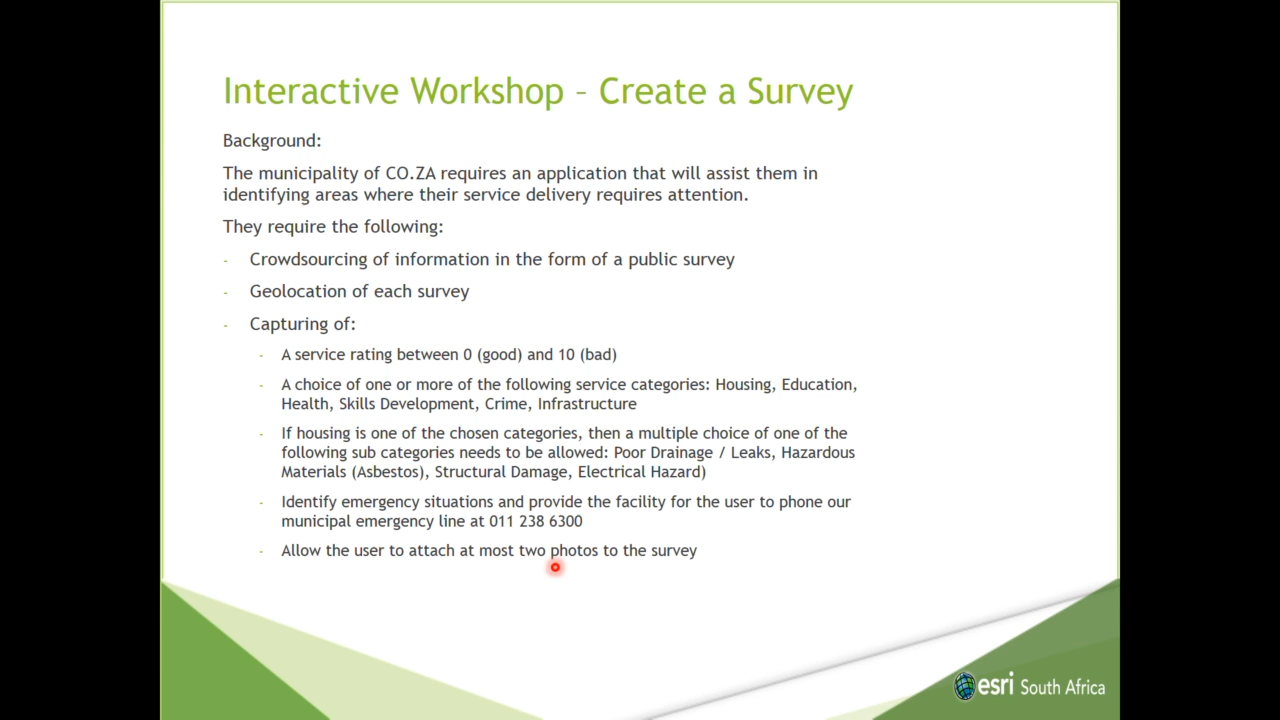 Interactive Workshop – Create a Survey
Background:
The municipality of CO.ZA requires an application that will assist them in
identifying areas where their service delivery requires attention.
They require the following:
- Crowdsourcing of information in the form of a public survey
- Geolocation of each survey
- Capturing of:
- A service rating between 0 (good) and 10 (bad)
- A choice of one or more of the following service categories: Housing, Education,
Health, Skills Development, Crime, Infrastructure
- If housing is one of the chosen categories, then a multiple choice of one of the
following sub categories needs to be allowed: Poor Drainage / Leaks, Hazardous
Materials (Asbestos), Structural Damage, Electrical Hazard)
- Identify emergency situations and provide the facility for the user to phone our
municipal emergency line at 011 238 6300
- Allow the user to attach at most two photos to the survey
esri South Africa